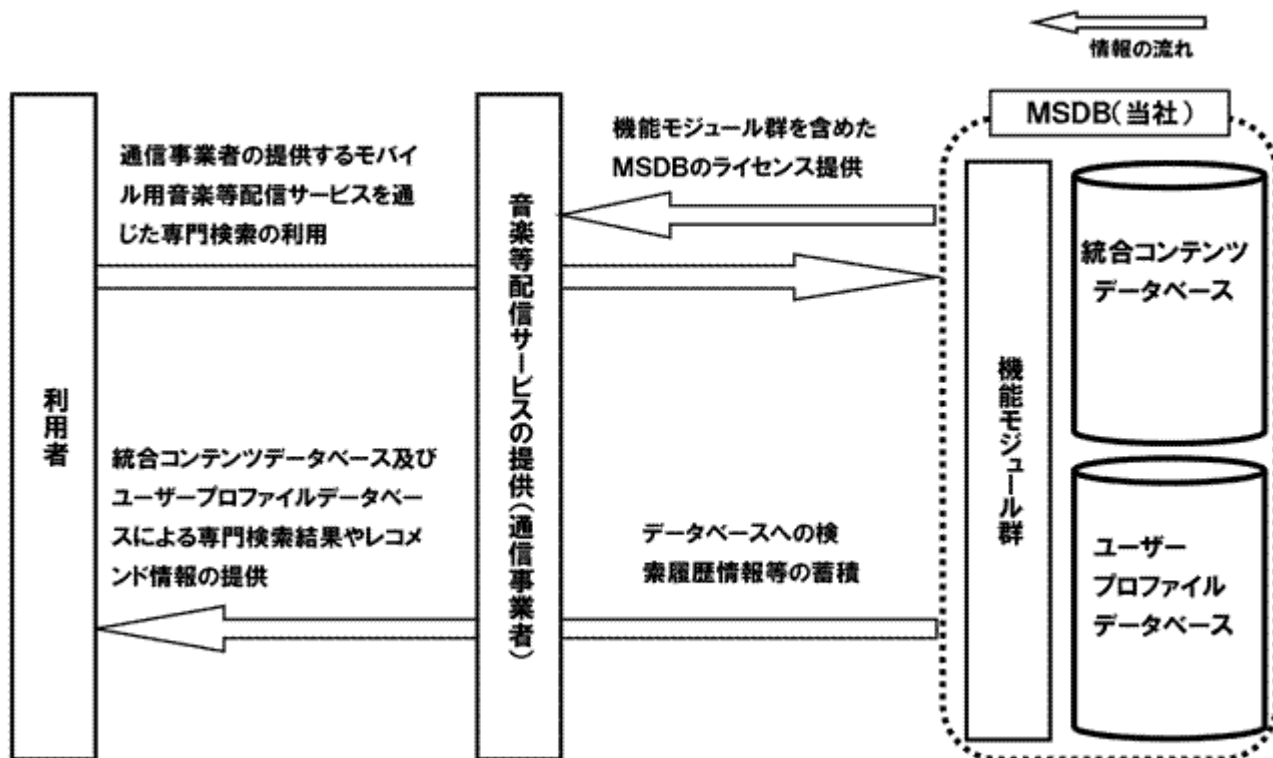 情報の流れ
MSDB(当社)
通信事業者の提供するモバイ
ル用音楽等配信サービスを通
じた専門検索の利用
機能モジュール群を含めた
MSDBのライセンス提供
利用者
音楽等配信サービスの提供(通信事業者)
機能モジュール群
統合コンテンツ
データベース
統合コンテンツデータベース及び
ユーザープロファイルデータベー
スによる専門検索結果やレコメ
ンド情報の提供
データベースへの検
索履歴情報等の蓄積
ユーザー
プロファイル
データベース